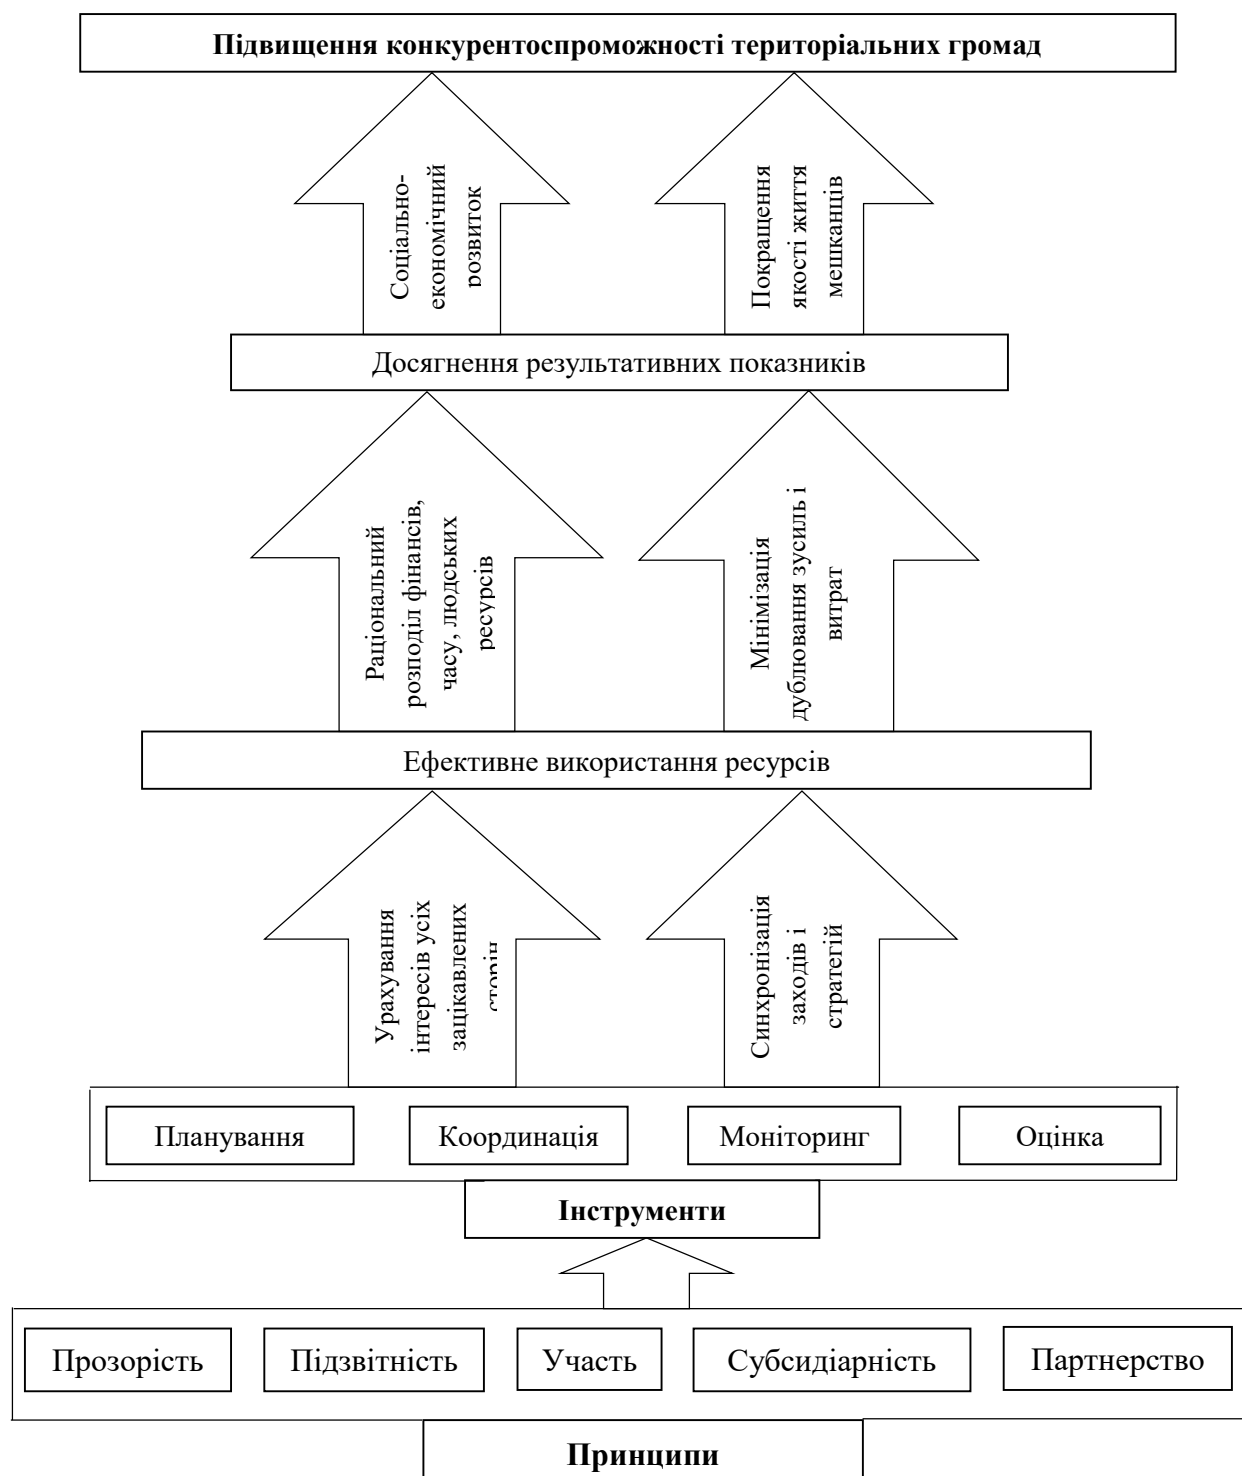 Підвищення конкурентоспроможності територіальних громад
Соціально-
економічний
розвиток
Покращення
якості життя
мешканців
Досягнення результативних показників
Раціональний
розподіл фінансів,
часу, людських
ресурсів
Мінімізація
дублювання зусиль і
витрат
Ефективне використання ресурсів
Урахування
інтересів усіх
зацікавлених
сторін
Синхронізація
заходів і
стратегій
Планування
Координація
Моніторинг
Оцінка
Інструменти
Прозорість
Підзвітність
Участь
Субсидіарність
Партнерство
Принципи